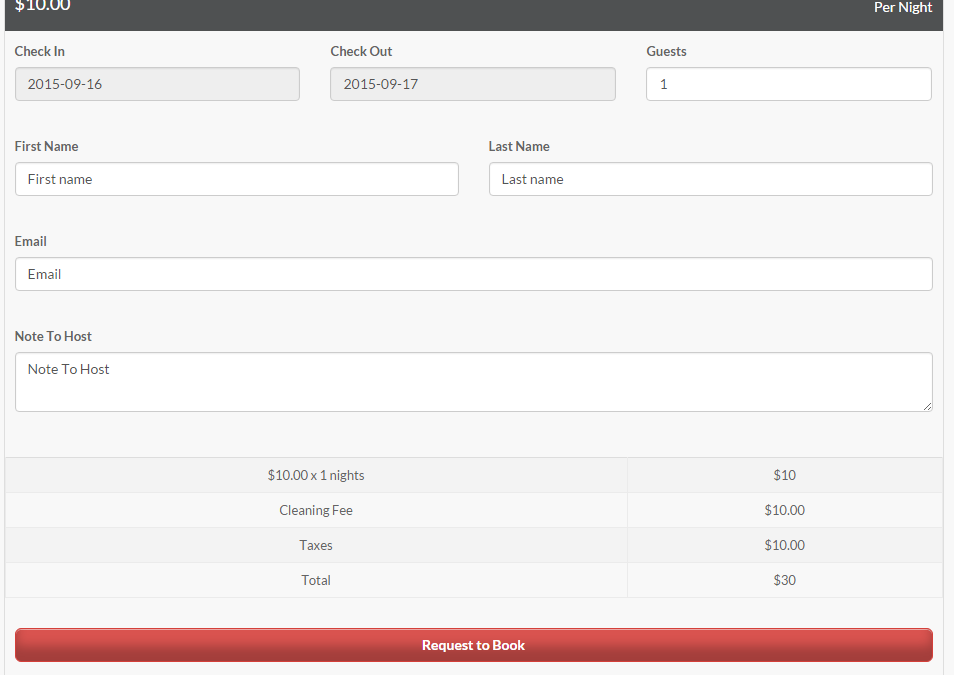 $10.00 Per Night
Check In Check Out Guests
2015-09-16 2015-09-17 1
First Name Last Name
First name Last name
Email
Email
Note To Host
Note To Host
$10.00 x 1 nights $10
Cleaning Fee $10.00
Taxes $10.00
Total $30
Request to Book